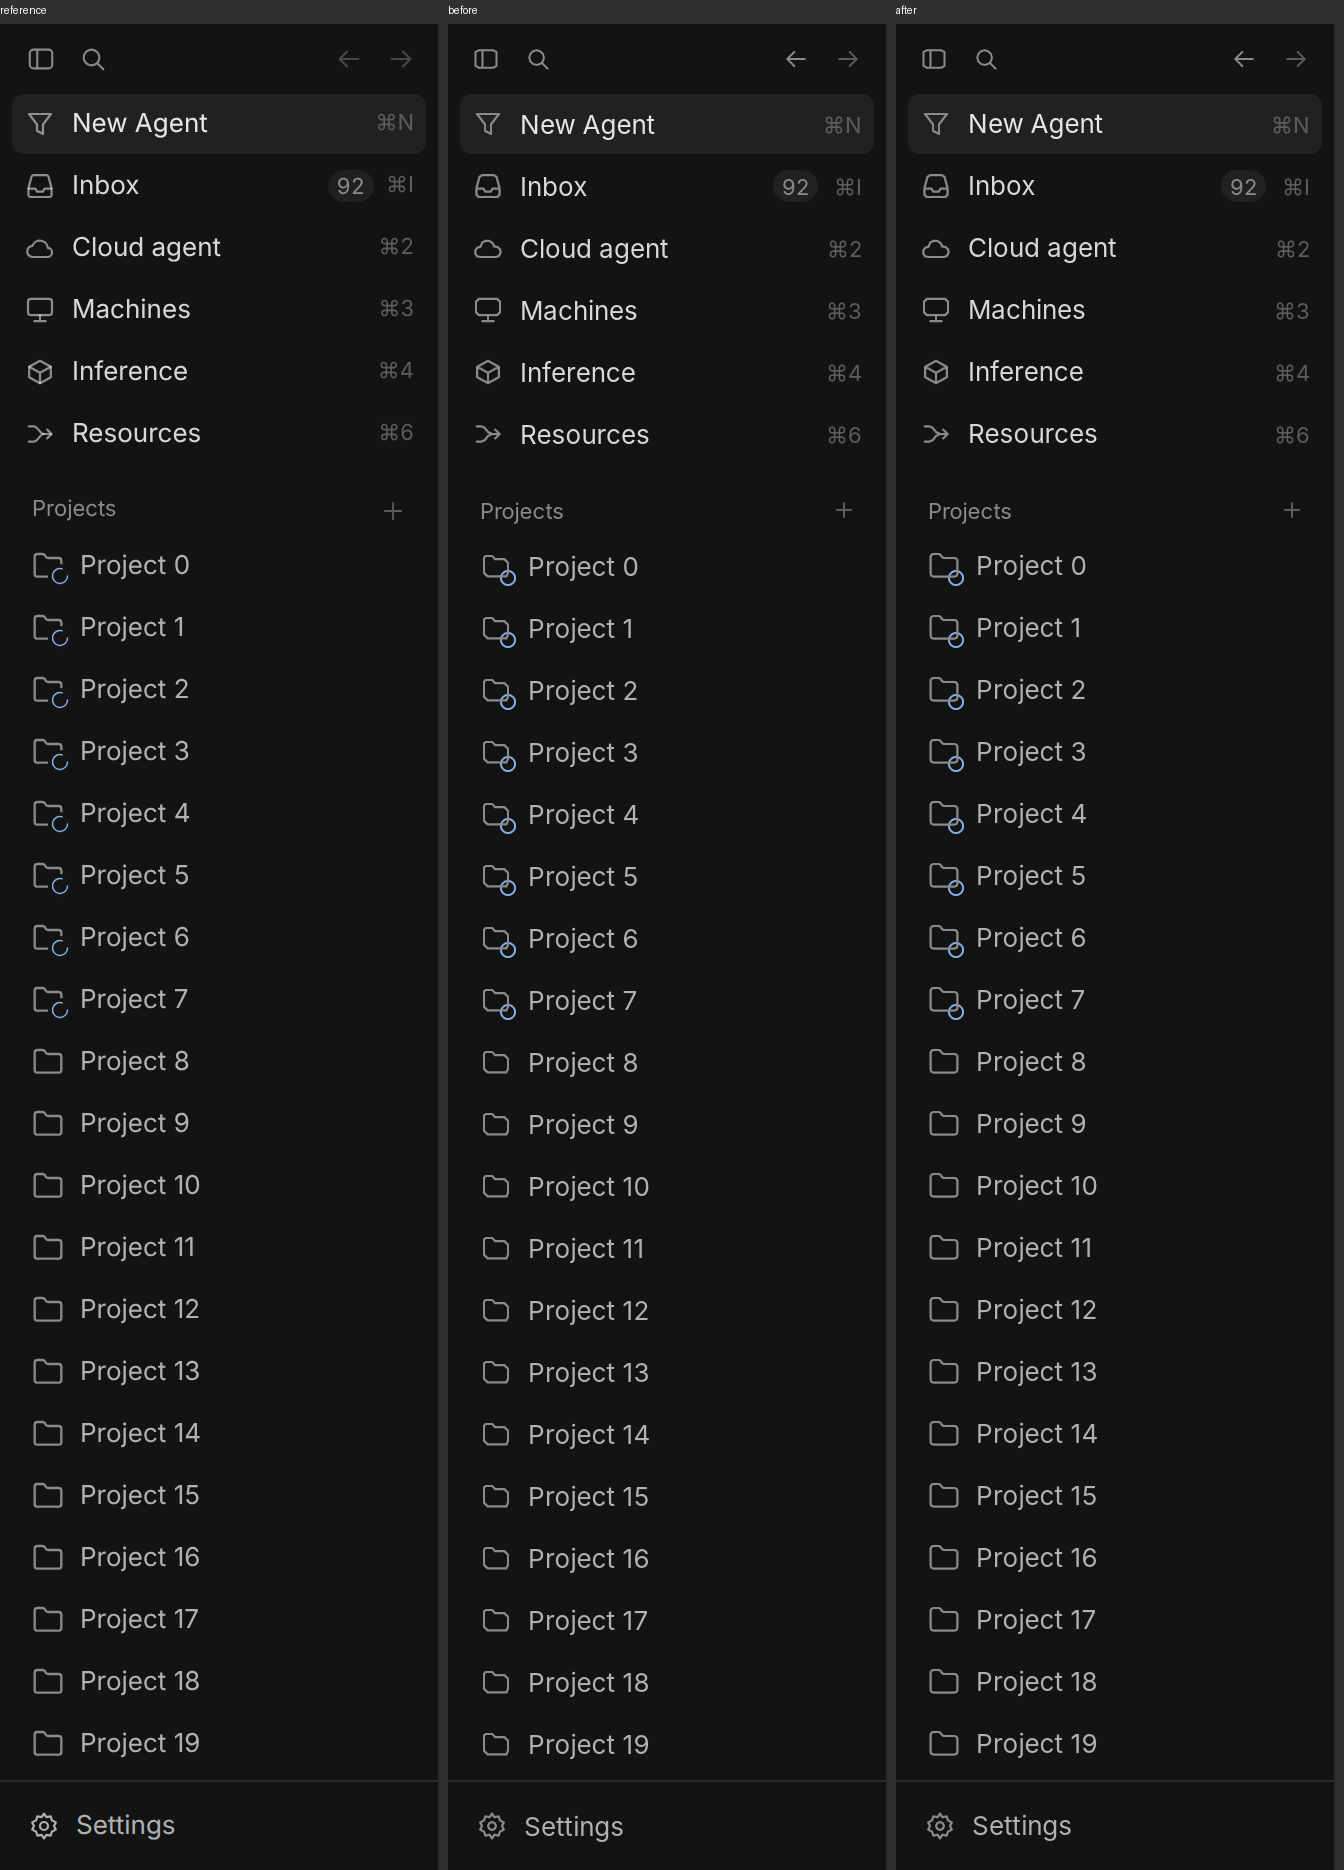 reference
New Agent ⌘N
Inbox 92 ⌘I
Cloud agent ⌘2
Machines ⌘3
Inference ⌘4
Resources ⌘6
Projects
Project 0
Project 1
Project 2
Project 3
Project 4
Project 5
Project 6
Project 7
Project 8
Project 9
Project 10
Project 11
Project 12
Project 13
Project 14
Project 15
Project 16
Project 17
Project 18
Project 19
Settings
before
New Agent ⌘N
Inbox 92 ⌘I
Cloud agent ⌘2
Machines ⌘3
Inference ⌘4
Resources ⌘6
Projects
Project 0
Project 1
Project 2
Project 3
Project 4
Project 5
Project 6
Project 7
Project 8
Project 9
Project 10
Project 11
Project 12
Project 13
Project 14
Project 15
Project 16
Project 17
Project 18
Project 19
Settings
after
New Agent ⌘N
Inbox 92 ⌘I
Cloud agent ⌘2
Machines ⌘3
Inference ⌘4
Resources ⌘6
Projects
Project 0
Project 1
Project 2
Project 3
Project 4
Project 5
Project 6
Project 7
Project 8
Project 9
Project 10
Project 11
Project 12
Project 13
Project 14
Project 15
Project 16
Project 17
Project 18
Project 19
Settings